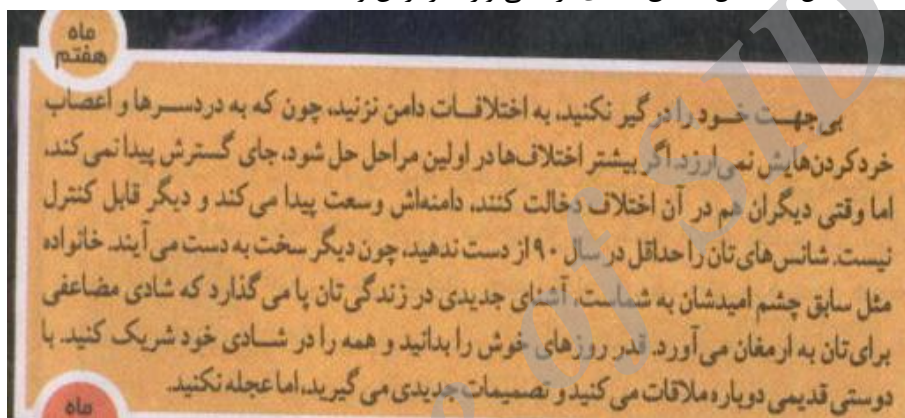 ماه
هفتم
بی‌جهت خود را درگیر نکنید، به اختلافات دامن نزنید، چون که به دردسرها و اعصاب
خردکردن‌هایش نمی‌ارزد. اگر بیشتر اختلاف‌ها در اولین مراحل حل شود، جای گسترش پیدا نمی‌کند،
اما وقتی دیگران هم در آن اختلاف دخالت کنند، دامنه‌اش وسعت پیدا می‌کند و دیگر قابل کنترل
نیست. شانس‌های‌تان را حداقل در سال ۹۰ از دست ندهید، چون دیگر سخت به دست می‌آیند. خانواده
مثل سابق چشم امیدشان به شماست. آشنای جدیدی در زندگی‌تان پا می‌گذارد که شادی مضاعفی
برای‌تان به ارمغان می‌آورد. قدر روزهای خوش را بدانید و همه را در شادی خود شریک کنید. با
دوستی قدیمی دوباره ملاقات می‌کنید و تصمیمات جدیدی می‌گیرید، اما عجله نکنید.
ماه
of SID